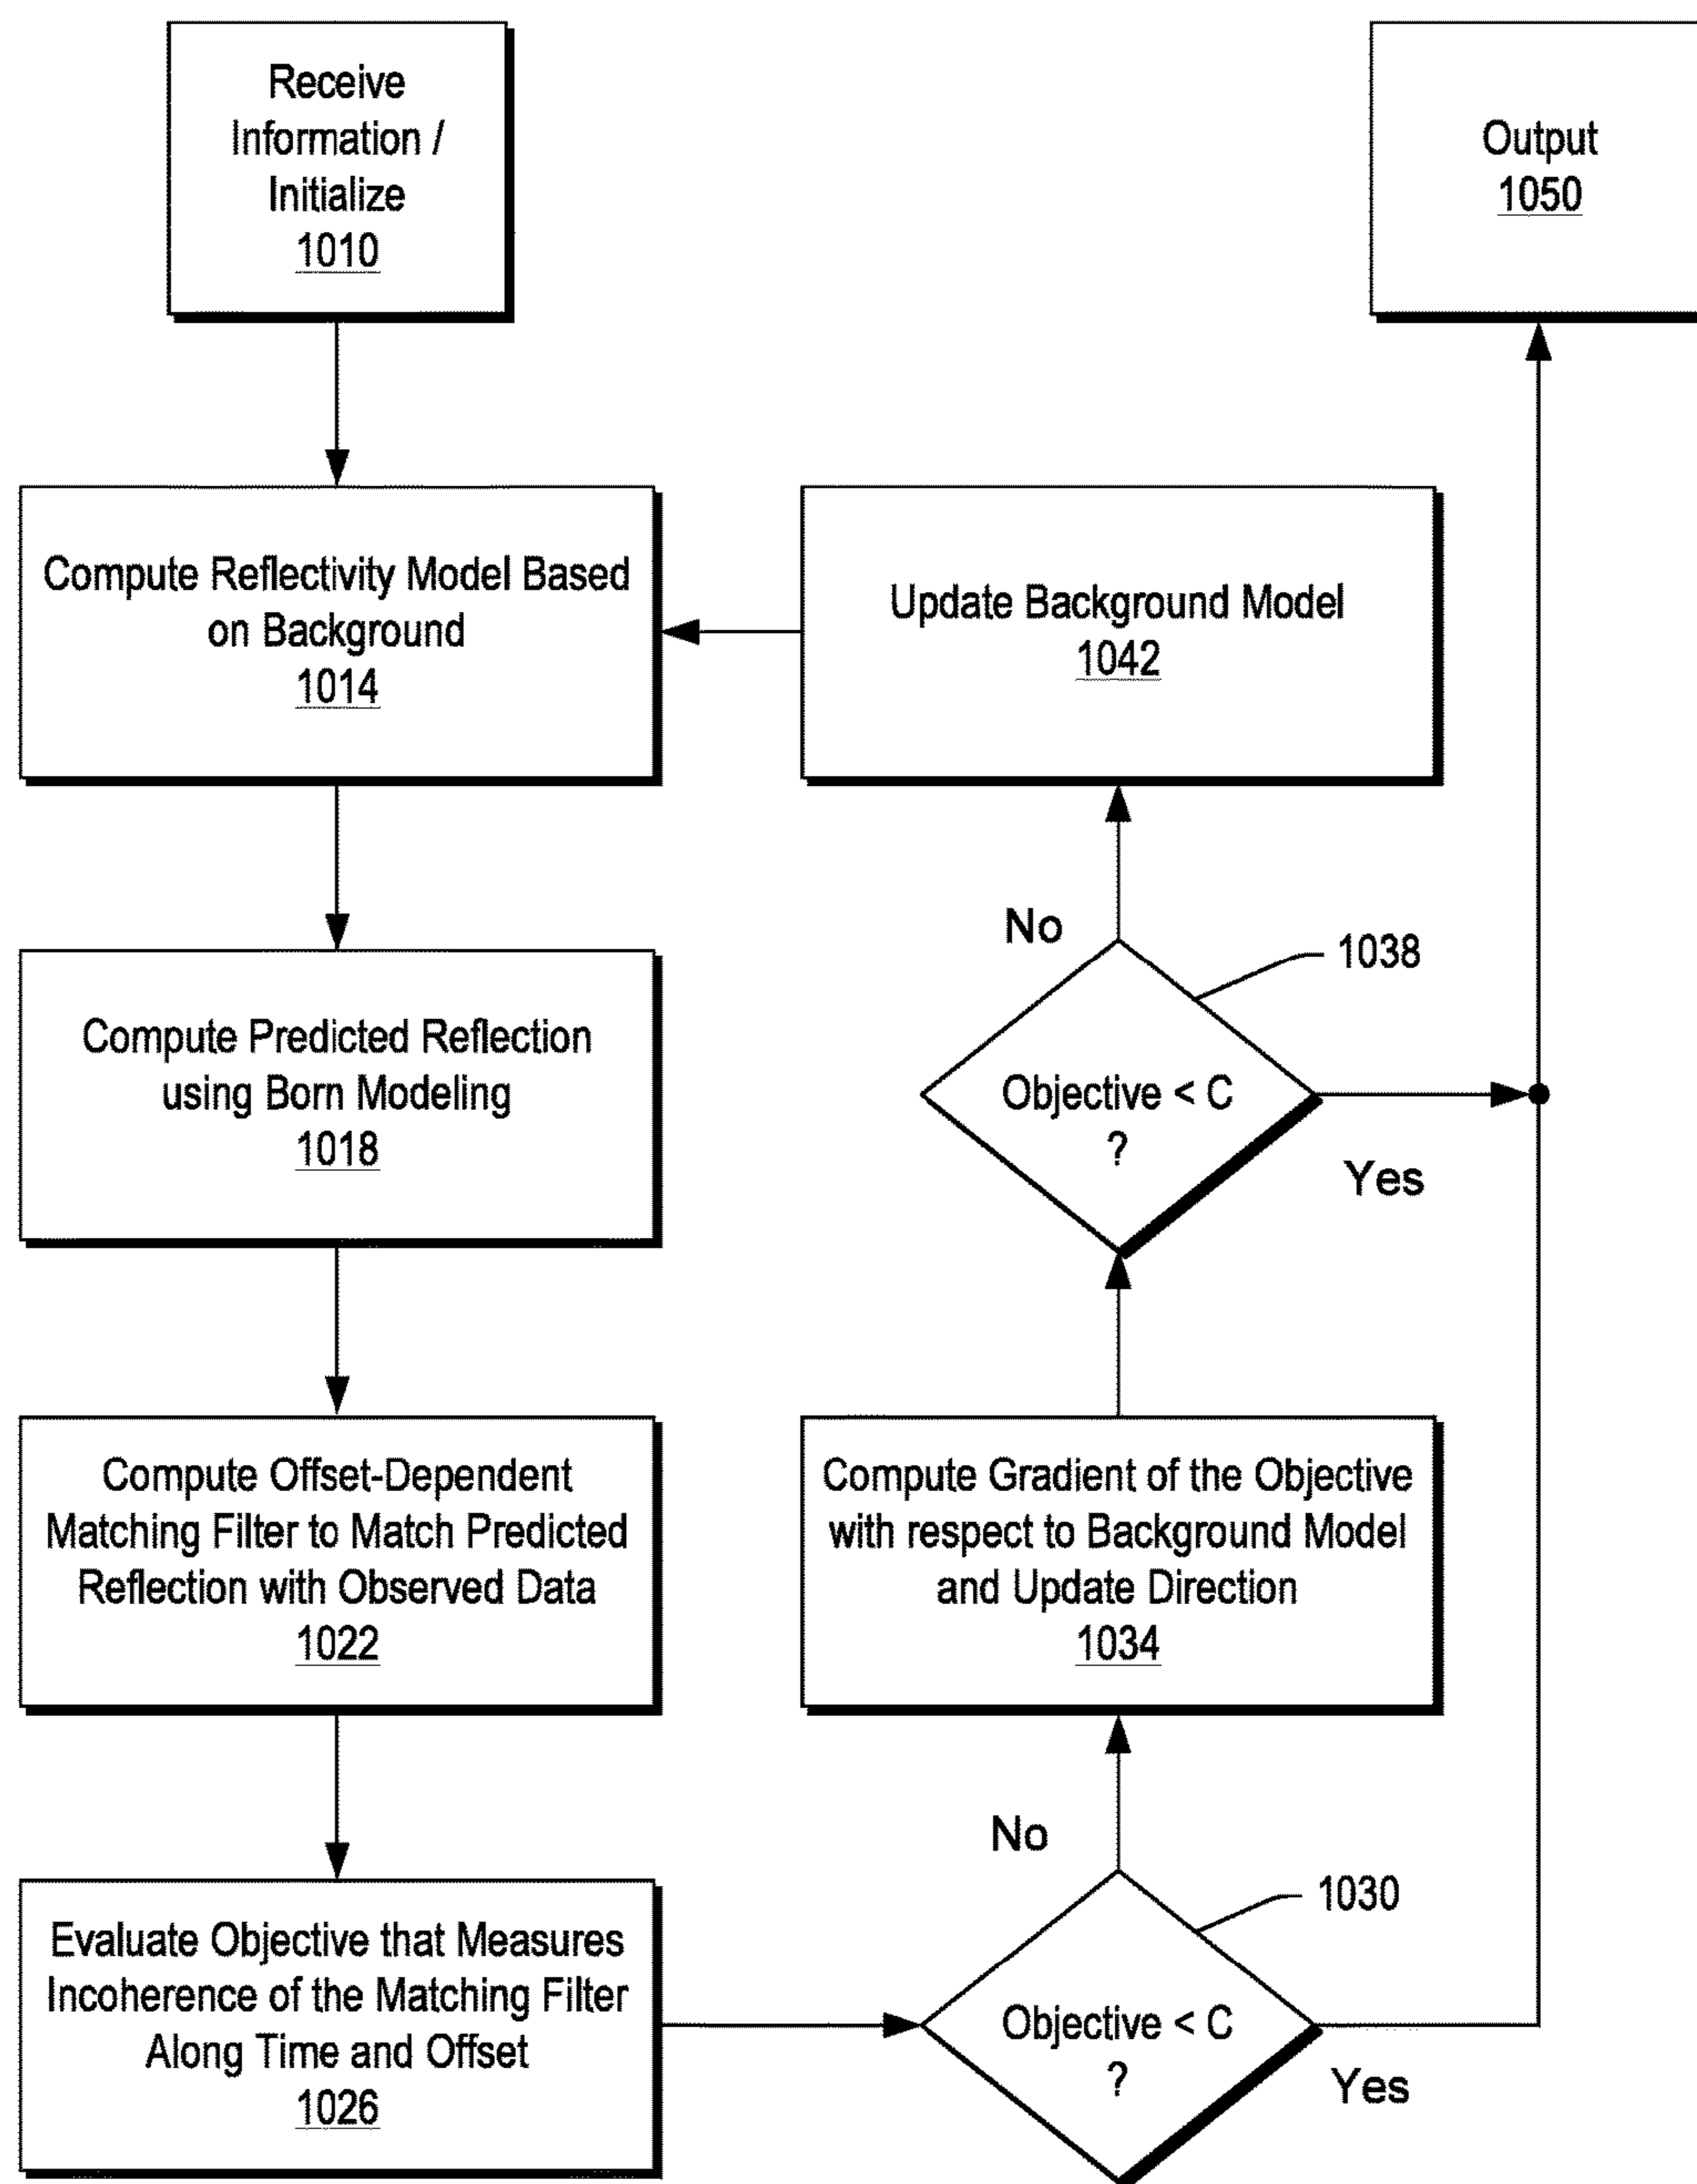 Receive
Information /
Initialize
1010
Output
1050
Compute Reflectivity Model Based
on Background
1014
Update Background Model
1042
No
1038
Compute Predicted Reflection
using Born Modeling
1018
Objective < C
?
Yes
Compute Offset-Dependent
Matching Filter to Match Predicted
Reflection with Observed Data
1022
Compute Gradient of the Objective
with respect to Background Model
and Update Direction
1034
No
1030
Evaluate Objective that Measures
Incoherence of the Matching Filter
Along Time and Offset
1026
Objective < C
?
Yes